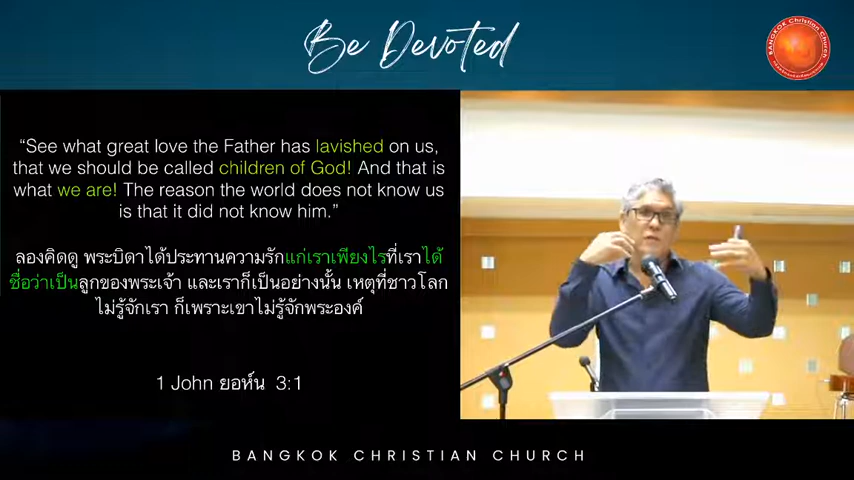 Be Devoted
BANGKOK Christian Church
“See what great love the Father has lavished on us,
that we should be called children of God! And that is
what we are! The reason the world does not know us
is that it did not know him.”
ลองคิดดู พระบิดาได้ประทานความรักแก่เราเพียงไรที่เราได้
ชื่อว่าเป็นลูกของพระเจ้า และเราก็เป็นอย่างนั้น เหตุที่ชาวโลก
ไม่รู้จักเรา ก็เพราะเขาไม่รู้จักพระองค์
1 John ยอห์น 3:1
BANGKOK CHRISTIAN CHURCH